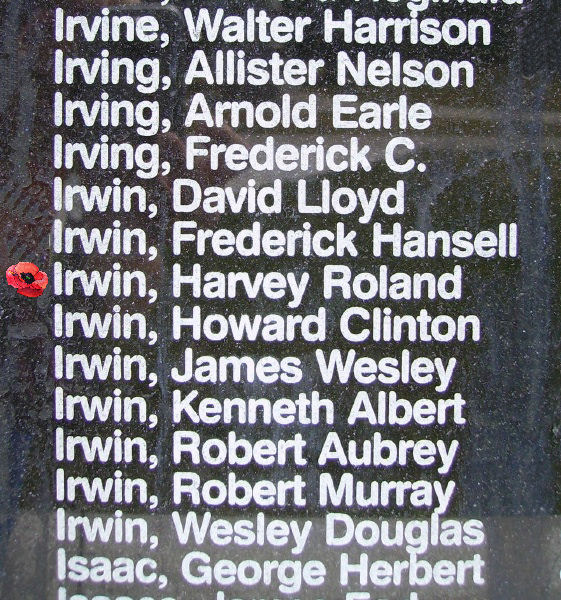 Irvine, Walter Harrison
Irving, Allister Nelson
Irving, Arnold Earle
Irving, Frederick C.
Irwin, David Lloyd
Irwin, Frederick Hansell
Irwin, Harvey Roland
Irwin, Howard Clinton
Irwin, James Wesley
Irwin, Kenneth Albert
Irwin, Robert Aubrey
Irwin, Robert Murray
Irwin, Wesley Douglas
Isaac, George Herbert